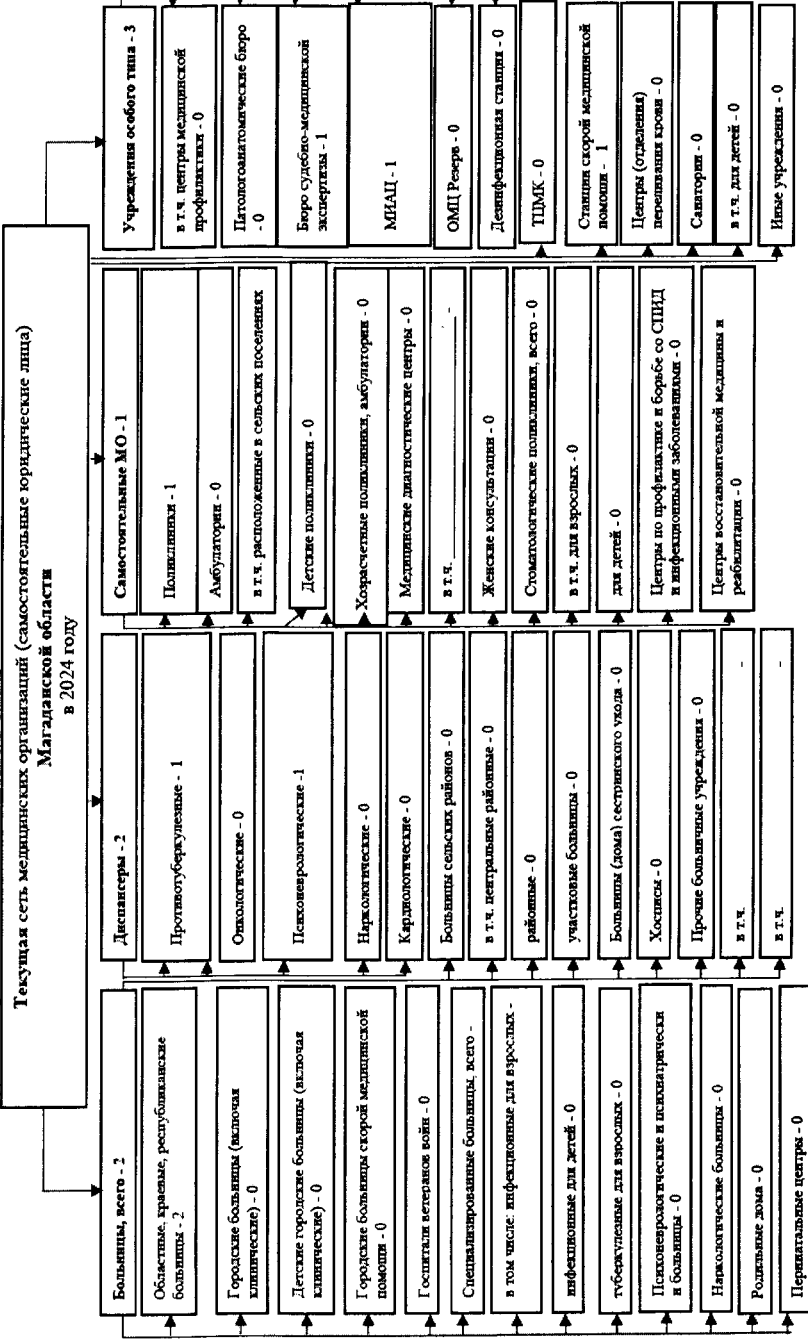 Текущая сеть медицинских организаций (самостоятельные юридические лица)
Магаданской области
в 2024 году
Больницы, всего - 2
Областные, краевые, республиканские
больницы - 2
Городские больницы (включая
клинические) - 0
Детские городские больницы (включая
клинические) - 0
Городские больницы скорой медицинской
помощи - 0
Госпитали ветеранов войн - 0
Специализированные больницы, всего -
в том числе: инфекционные для взрослых -
инфекционные для детей - 0
туберкулезные для взрослых - 0
Психоневрологические и психиатрически
и больницы - 0
Наркологические больницы - 0
Родильные дома - 0
Перинатальные центры - 0
Диспансеры - 2
Противотуберкулезные - 1
Онкологические - 0
Психоневрологические -1
Наркологические - 0
Кардиологические - 0
Больницы сельских районов - 0
в т.ч. центральные районные - 0
районные - 0
участковые больницы - 0
Больницы (дома) сестринского ухода - 0
Хосписы - 0
Прочие больничные учреждения - 0
в т.ч. -
в т.ч. -
Самостоятельные МО - 1
Поликлиники - 1
Амбулатории - 0
в т.ч. расположенные в сельских поселениях
Детские поликлиники - 0
Хозрасчетные поликлиники, амбулатории - 0
Медицинские диагностические центры - 0
в т.ч. ____________ -
Женские консультации - 0
Стоматологические поликлиники, всего - 0
в т.ч. для взрослых - 0
для детей - 0
Центры по профилактике и борьбе со СПИД
и инфекционными заболеваниями - 0
Центры восстановительной медицины и
реабилитации - 0
Учреждения особого типа - 3
в т.ч. центры медицинской
профилактики - 0
Патологоанатомические бюро
- 0
Бюро судебно-медицинской
экспертизы - 1
МИАЦ - 1
ОМЦ Резерв - 0
Дезинфекционная станция - 0
ТЦМК - 0
Станции скорой медицинской
помощи - 1
Центры (отделения)
переливания крови - 0
Санатории - 0
в т.ч. для детей - 0
Иные учреждения - 0